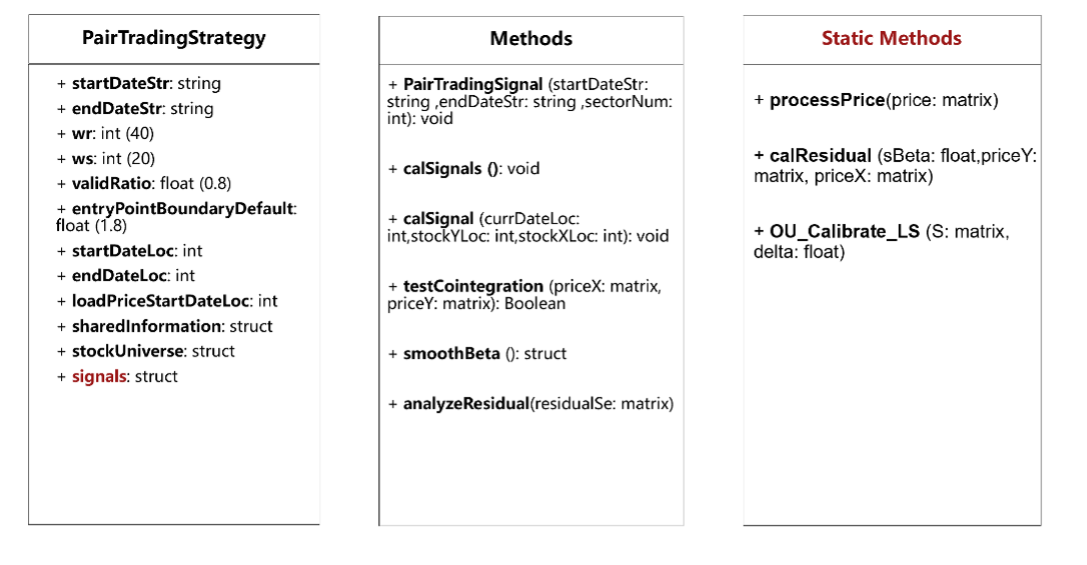 PairTradingStrategy
+ startDateStr: string
+ endDateStr: string
+ wr: int (40)
+ ws: int (20)
+ validRatio: float (0.8)
+ entryPointBoundaryDefault:
float (1.8)
+ startDateLoc: int
+ endDateLoc: int
+ loadPriceStartDateLoc: int
+ sharedInformation: struct
+ stockUniverse: struct
+ signals: struct
Methods
+ PairTradingSignal (startDateStr:
string ,endDateStr: string ,sectorNum:
int): void
+ calSignals (): void
+ calSignal (currDateLoc:
int,stockYLoc: int,stockXLoc: int): void
+ testCointegration (priceX: matrix,
priceY: matrix): Boolean
+ smoothBeta (): struct
+ analyzeResidual(residualSe: matrix)
Static Methods
+ processPrice(price: matrix)
+ calResidual (sBeta: float,priceY:
matrix, priceX: matrix)
+ OU_Calibrate_LS (S: matrix,
delta: float)